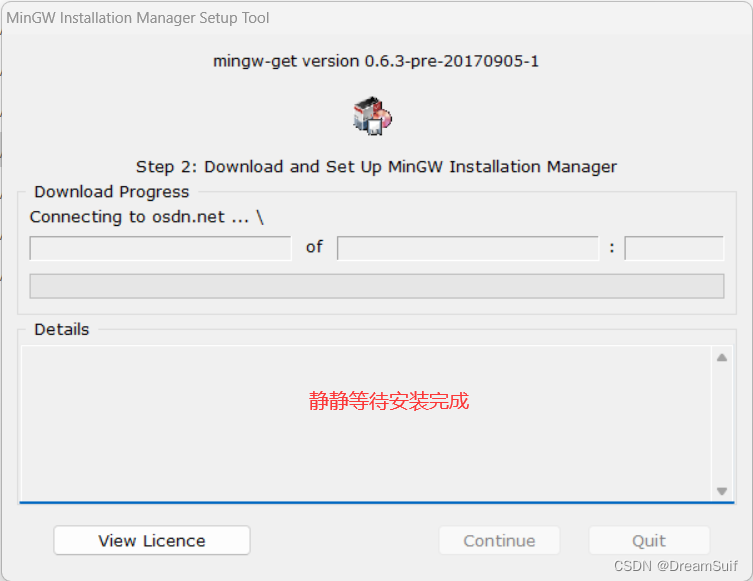 MinGW Installation Manager Setup Tool
mingw-get version 0.6.3-pre-20170905-1
Step 2: Download and Set Up MinGW Installation Manager
Download Progress
Connecting to osdn.net ... \
of :
Details
静静等待安装完成
View Licence Continue Quit
CSDN @DreamSuif